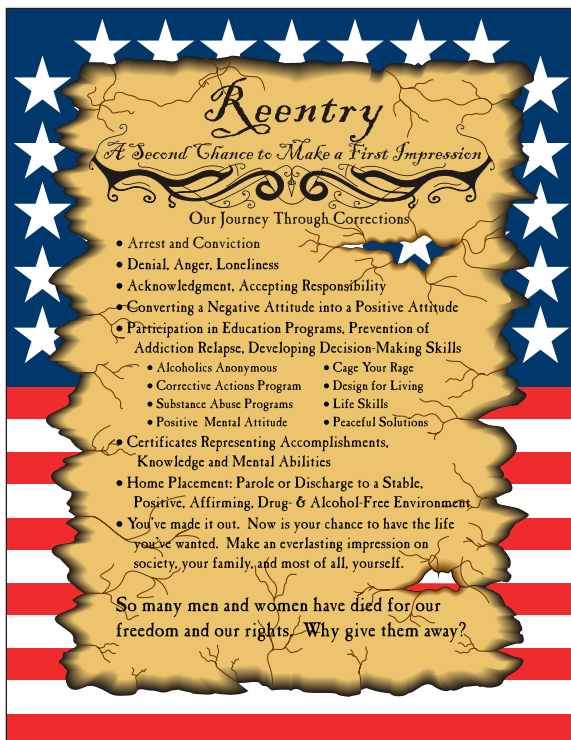 Reentry
A Second Chance to Make a First Impression
Our Journey Through Corrections
• Arrest and Conviction
• Denial, Anger, Loneliness
• Acknowledgment, Accepting Responsibility
• Converting a Negative Attitude into a Positive Attitude
• Participation in Education Programs, Prevention of
Addiction Relapse, Developing Decision-Making Skills
• Alcoholics Anonymous
• Corrective Actions Program
• Substance Abuse Programs
• Positive Mental Attitude
• Cage Your Rage
• Design for Living
• Life Skills
• Peaceful Solutions
• Certificates Representing Accomplishments,
Knowledge and Mental Abilities
• Home Placement: Parole or Discharge to a Stable,
Positive, Affirming, Drug- & Alcohol-Free Environment
• You've made it out. Now is your chance to have the life
you've wanted. Make an everlasting impression on
society, your family, and most of all, yourself.
So many men and women have died for our
freedom and our rights. Why give them away?